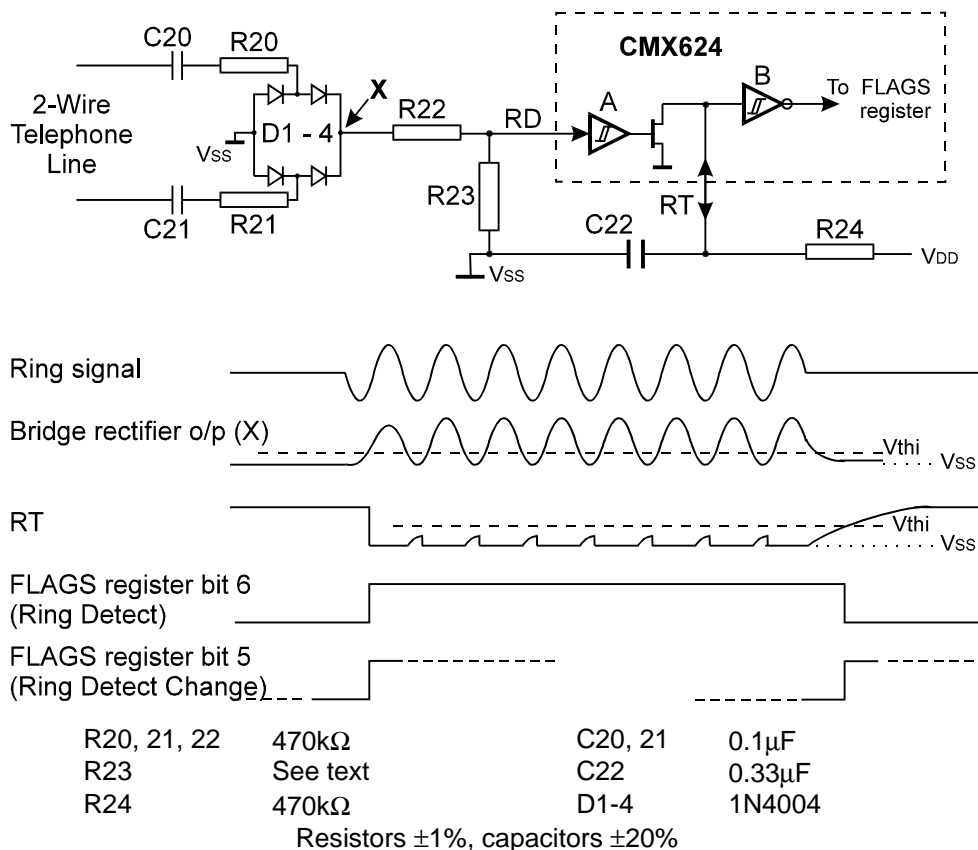 C20
R20
CMX624
X
A
B
2-Wire
Telephone
Line
D1 - 4
R22
RD
To FLAGS
register
VSS
R23
C21
R21
C22
RT
R24
VSS
VDD
Ring signal
Bridge rectifier o/p (X)
Vthi
VSS
RT
Vthi
VSS
FLAGS register bit 6
(Ring Detect)
FLAGS register bit 5
(Ring Detect Change)
R20, 21, 22 470kΩ C20, 21 0.1μF
R23 See text C22 0.33μF
R24 470kΩ D1-4 1N4004
Resistors ±1%, capacitors ±20%